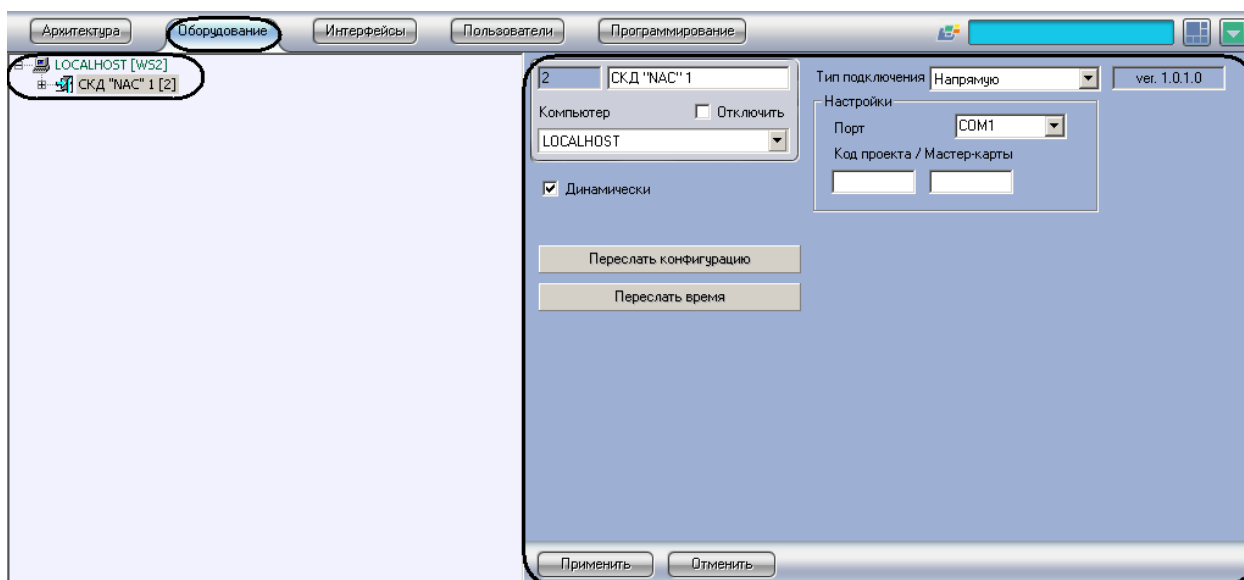 Архитектура Оборудование Интерфейсы Пользователи Программирование
LOCALHOST [WS2]
СКД "NAC" 1 [2]
2 СКД "NAC" 1
Компьютер Отключить
LOCALHOST
Динамически
Переслать конфигурацию
Переслать время
Тип подключения Напрямую ver. 1.0.1.0
Настройки
Порт COM1
Код проекта / Мастер-карты
Применить Отменить